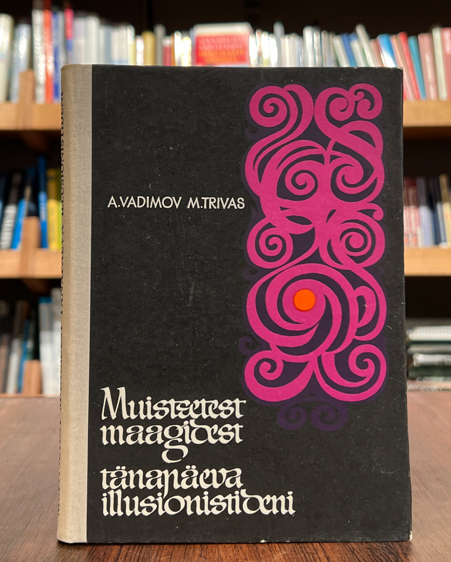 A.VADIMOV M.TRIVAS
Muistsetest
maagidest
tänapäeva
illusionistideni